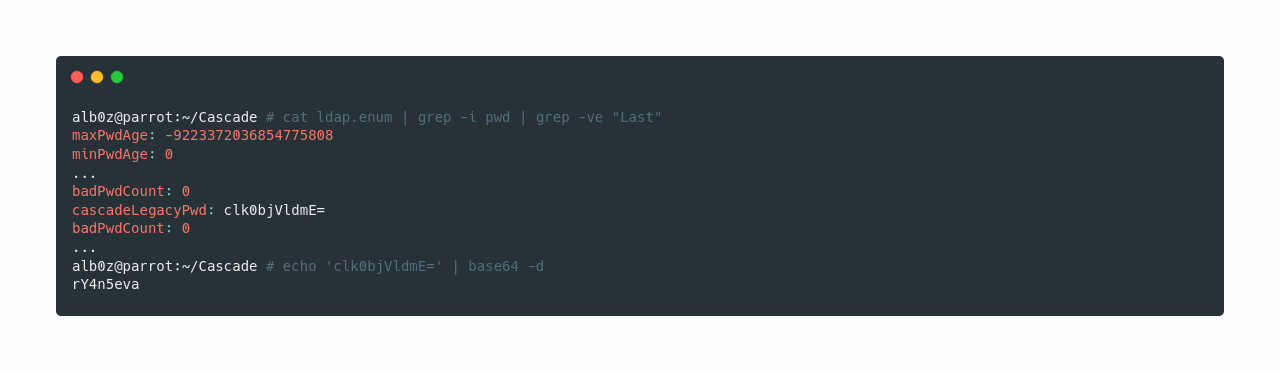 alb0z@parrot:~/Cascade # cat ldap.enum | grep -i pwd | grep -ve "Last"
maxPwdAge: -9223372036854775808
minPwdAge: 0
...
badPwdCount: 0
cascadeLegacyPwd: clk0bjVldmE=
badPwdCount: 0
...
alb0z@parrot:~/Cascade # echo 'clk0bjVldmE=' | base64 -d
rY4n5eva